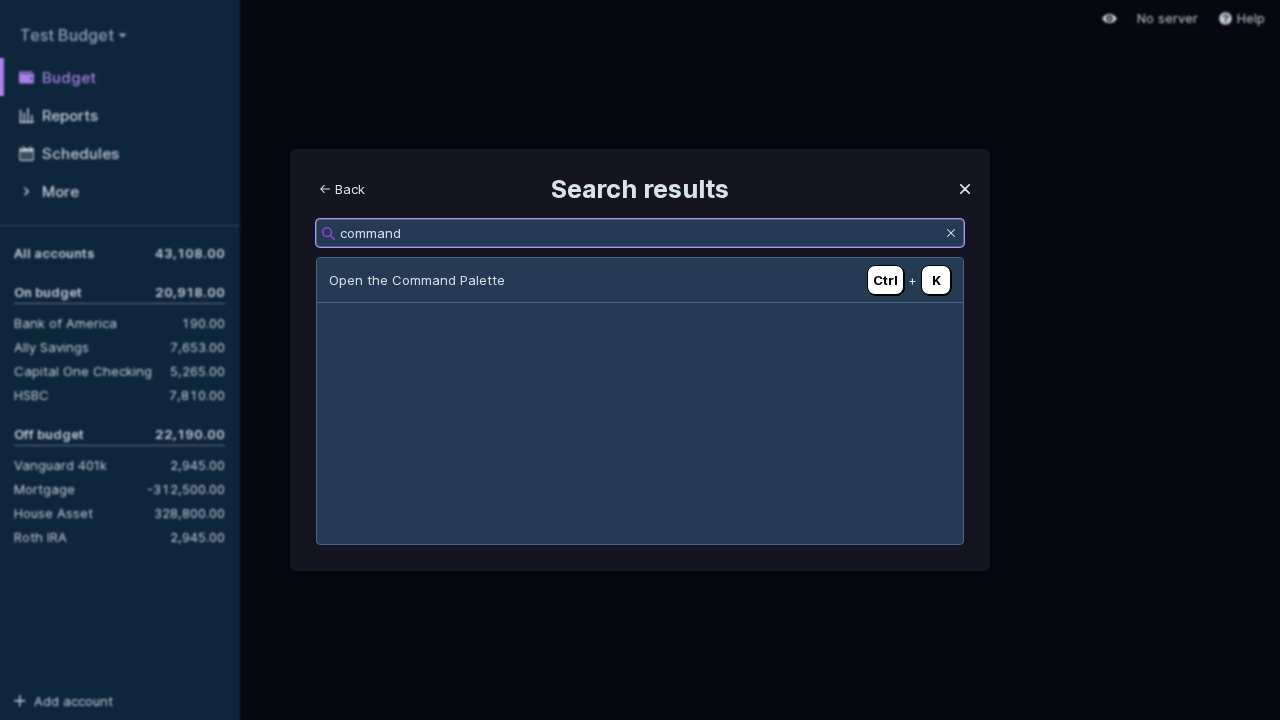 Test Budget
Budget
Reports
Schedules
More
All accounts 43,108.00
On budget 20,918.00
Bank of America 190.00
Ally Savings 7,653.00
Capital One Checking 5,265.00
HSBC 7,810.00
Off budget 22,190.00
Vanguard 401k 2,945.00
Mortgage -312,500.00
House Asset 328,800.00
Roth IRA 2,945.00
Add account
No server Help
Back
Search results
command
Open the Command Palette Ctrl + K